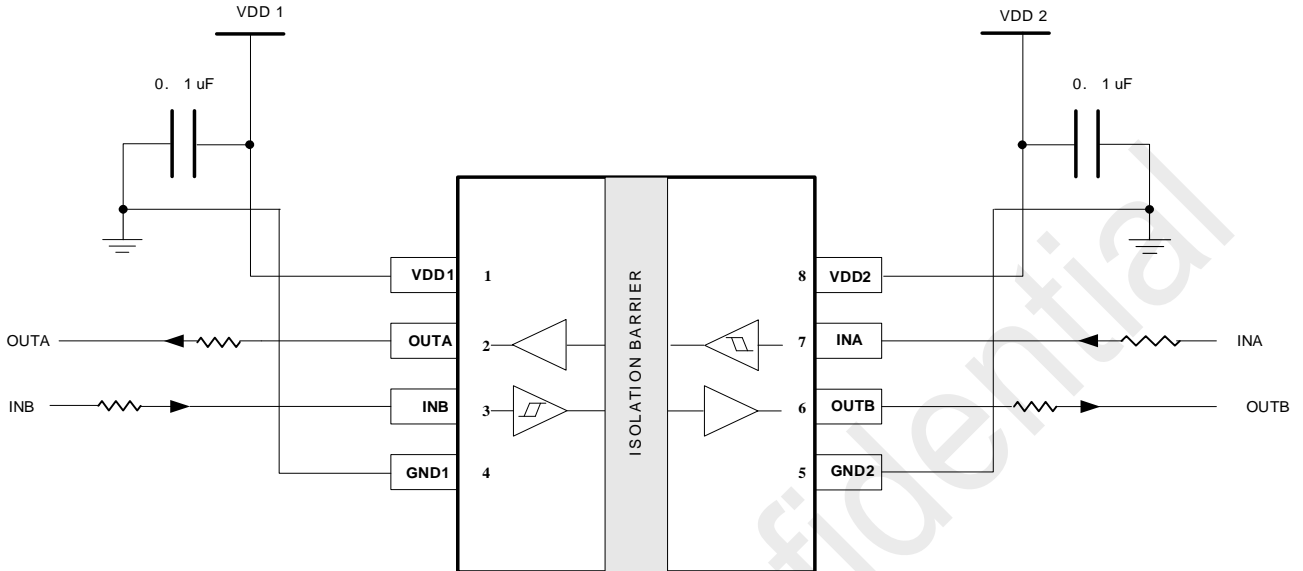 VDD 1
VDD 2
0. 1 uF
0. 1 uF
VDD1 1
8 VDD2
OUTA
OUTA 2
7 INA
INA
INB
INB 3
6 OUTB
OUTB
GND1 4
5 GND2
ISOLATION BARRIER
fidential